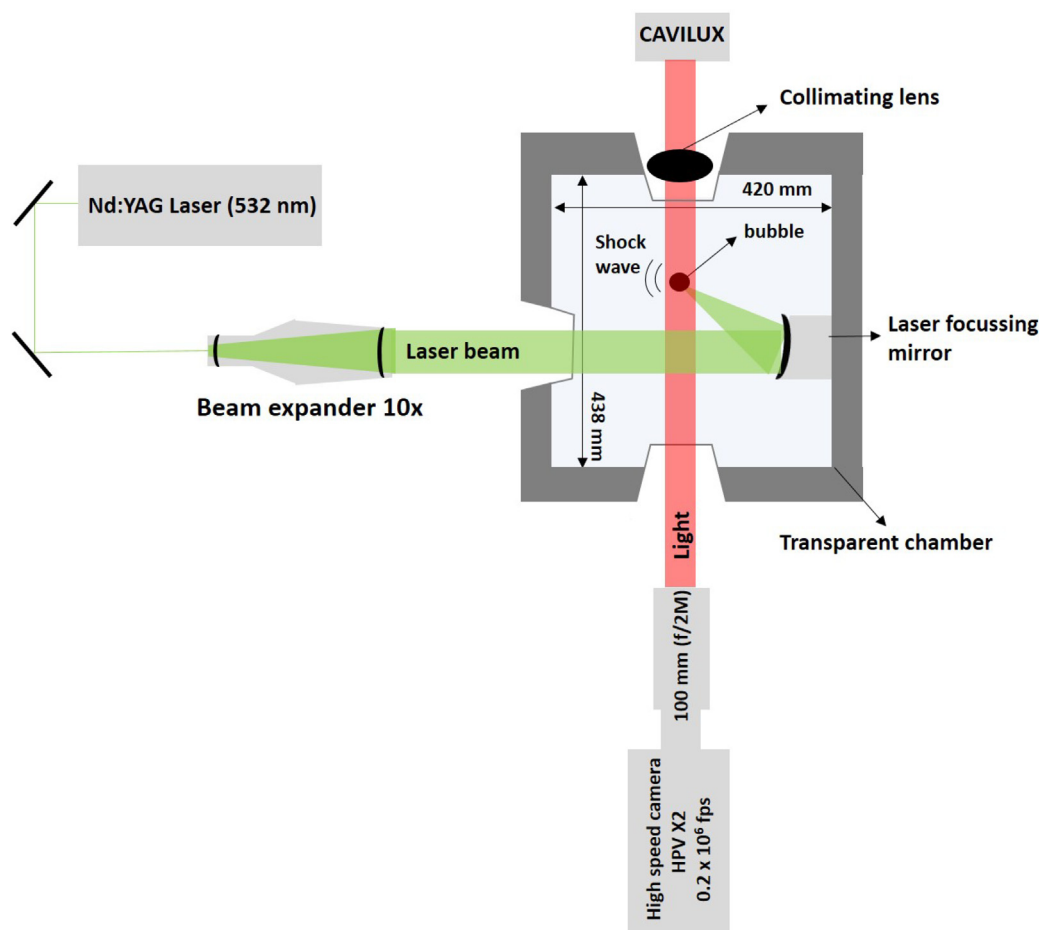 CAVILUX
Collimating lens
Nd:YAG Laser (532 nm)
420 mm
bubble
Shock
wave
Laser focussing
mirror
Laser beam
Beam expander 10x
438 mm
Light
Transparent chamber
100 mm (f/2M)
High speed camera
HPV X2
0.2 x 10⁶ fps